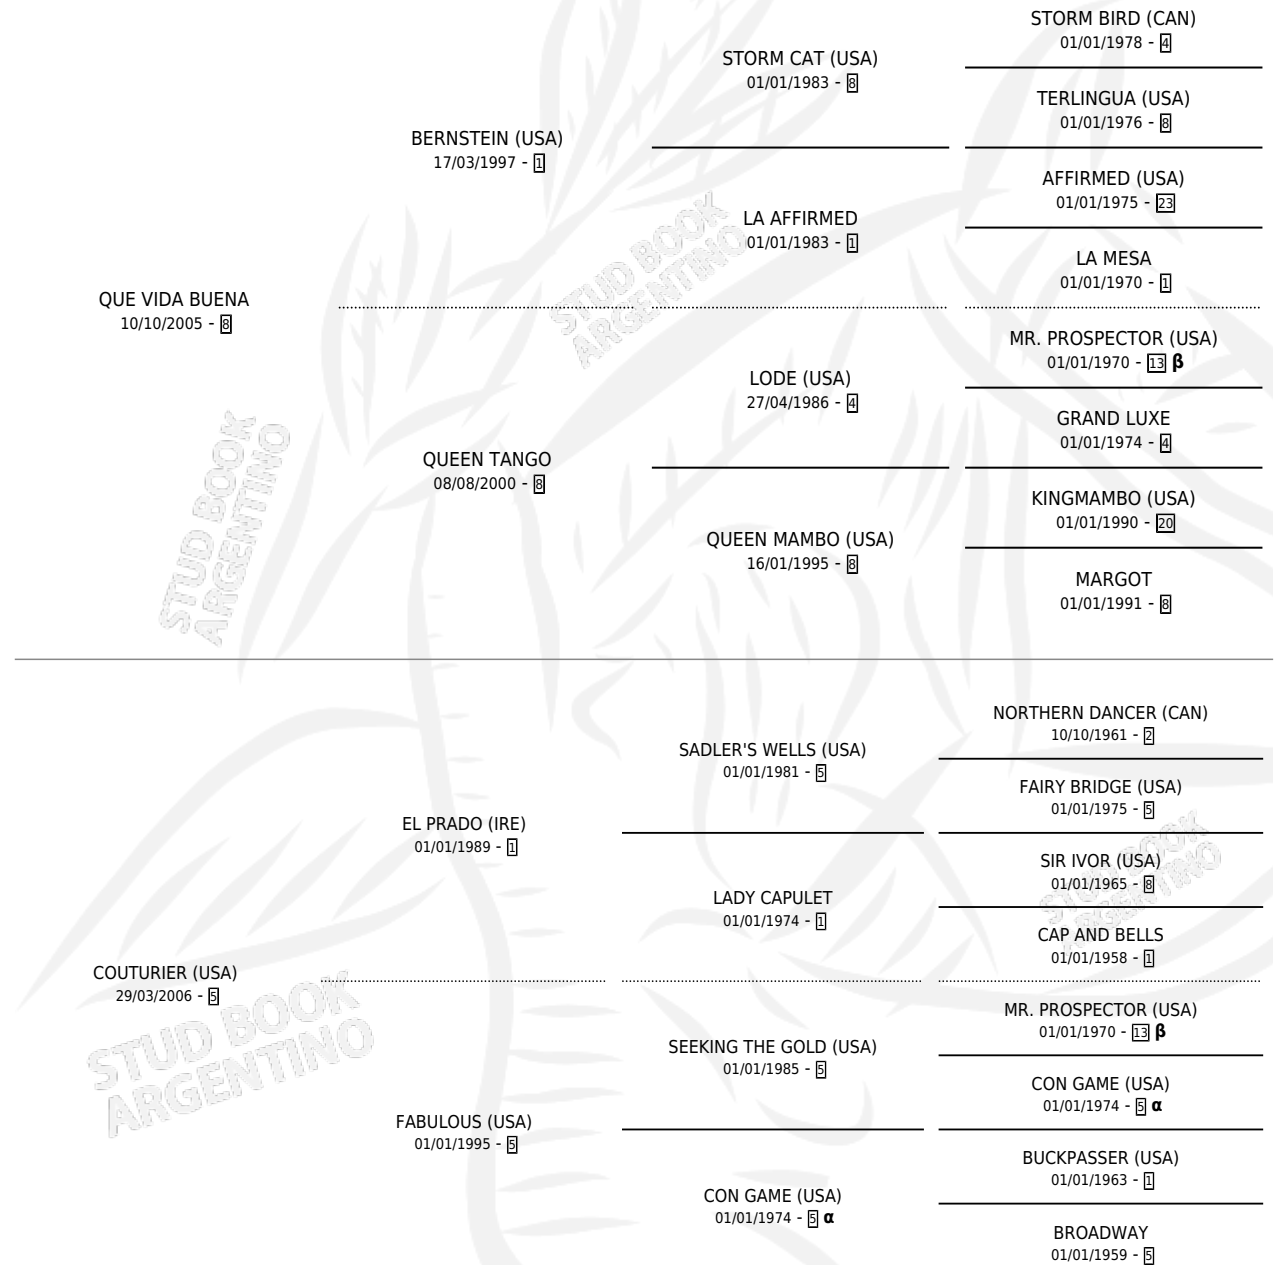 STORM BIRD (CAN)
01/01/1978 - 4
STORM CAT (USA)
01/01/1983 - 8
TERLINGUA (USA)
01/01/1976 - 8
BERNSTEIN (USA)
17/03/1997 - 1
AFFIRMED (USA)
01/01/1975 - 23
LA AFFIRMED
01/01/1983 - 1
LA MESA
01/01/1970 - 1
QUE VIDA BUENA
10/10/2005 - 8
MR. PROSPECTOR (USA)
01/01/1970 - 13 β
LODE (USA)
27/04/1986 - 4
GRAND LUXE
01/01/1974 - 4
QUEEN TANGO
08/08/2000 - 8
KINGMAMBO (USA)
01/01/1990 - 20
QUEEN MAMBO (USA)
16/01/1995 - 8
MARGOT
01/01/1991 - 8
STUD BOOK
ARGENTINO
STUD BOOK
ARGENTINO
NORTHERN DANCER (CAN)
10/10/1961 - 2
SADLER'S WELLS (USA)
01/01/1981 - 5
FAIRY BRIDGE (USA)
01/01/1975 - 5
EL PRADO (IRE)
01/01/1989 - 1
SIR IVOR (USA)
01/01/1965 - 8
LADY CAPULET
01/01/1974 - 1
CAP AND BELLS
01/01/1958 - 1
COUTURIER (USA)
29/03/2006 - 5
MR. PROSPECTOR (USA)
01/01/1970 - 13 β
SEEKING THE GOLD (USA)
01/01/1985 - 5
CON GAME (USA)
01/01/1974 - 5 α
FABULOUS (USA)
01/01/1995 - 5
BUCKPASSER (USA)
01/01/1963 - 1
CON GAME (USA)
01/01/1974 - 5 α
BROADWAY
01/01/1959 - 5
STUD BOOK
ARGENTINO
STUD BOOK
ARGENTINO